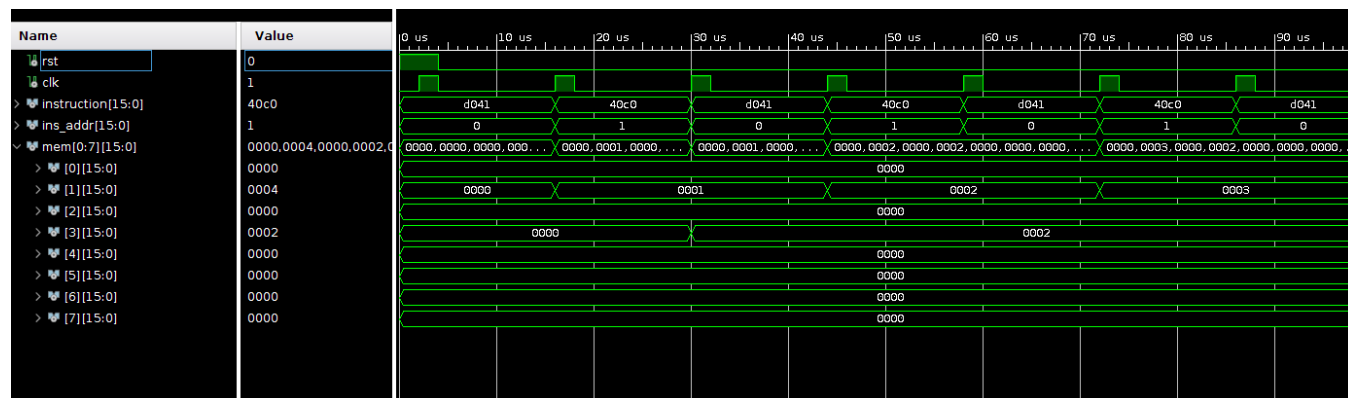 Name Value 0 us 10 us 20 us 30 us 40 us 50 us 60 us 70 us 80 us 90 us
rst 0
clk 1
instruction[15:0] 40c0 d041 40c0 d041 40c0 d041 40c0 d041
ins_addr[15:0] 1 0 1 0 1 0 1 0
mem[0:7][15:0] 0000,0004,0000,0002,0 0000,0000,0000,000... 0000,0001,0000,... 0000,0001,0000,... 0000,0002,0000,0002,0000,0000,0000,... 0000,0003,0000,0002,0000,0000,0000,..
[0][15:0] 0000 0000
[1][15:0] 0004 0000 0001 0002 0003
[2][15:0] 0000 0000
[3][15:0] 0002 0000 0002
[4][15:0] 0000 0000
[5][15:0] 0000 0000
[6][15:0] 0000 0000
[7][15:0] 0000 0000